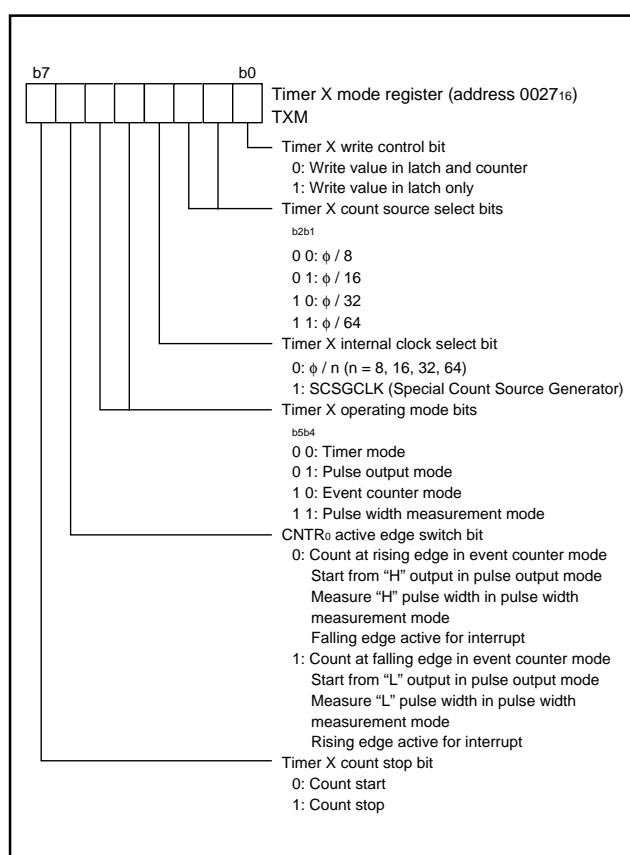 b7 b0
Timer X mode register (address 0027₁₆)
TXM
Timer X write control bit
0: Write value in latch and counter
1: Write value in latch only
Timer X count source select bits
b2b1
0 0: ϕ / 8
0 1: ϕ / 16
1 0: ϕ / 32
1 1: ϕ / 64
Timer X internal clock select bit
0: ϕ / n (n = 8, 16, 32, 64)
1: SCSGCLK (Special Count Source Generator)
Timer X operating mode bits
b5b4
0 0: Timer mode
0 1: Pulse output mode
1 0: Event counter mode
1 1: Pulse width measurement mode
CNTR₀ active edge switch bit
0: Count at rising edge in event counter mode
Start from “H” output in pulse output mode
Measure “H” pulse width in pulse width
measurement mode
Falling edge active for interrupt
1: Count at falling edge in event counter mode
Start from “L” output in pulse output mode
Measure “L” pulse width in pulse width
measurement mode
Rising edge active for interrupt
Timer X count stop bit
0: Count start
1: Count stop